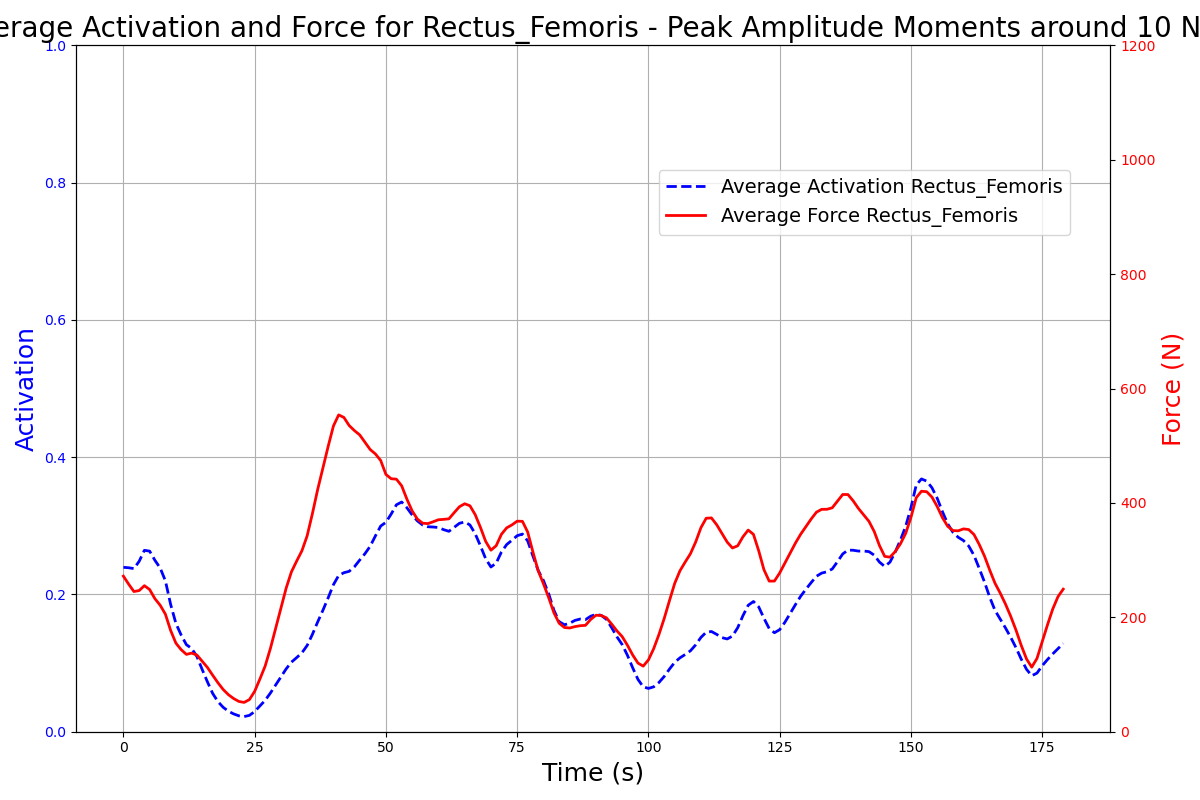 erage Activation and Force for Rectus_Femoris - Peak Amplitude Moments around 10 N
1.0
0.8
0.6
0.4
0.2
0.0
Activation
1200
1000
800
600
400
200
0
Force (N)
Average Activation Rectus_Femoris
Average Force Rectus_Femoris
0 25 50 75 100 125 150 175
Time (s)